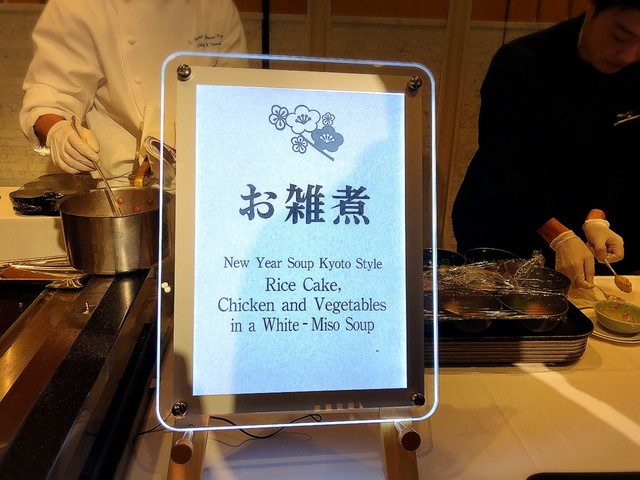 お雑煮
New Year Soup Kyoto Style
Rice Cake,
Chicken and Vegetables
in a White - Miso Soup